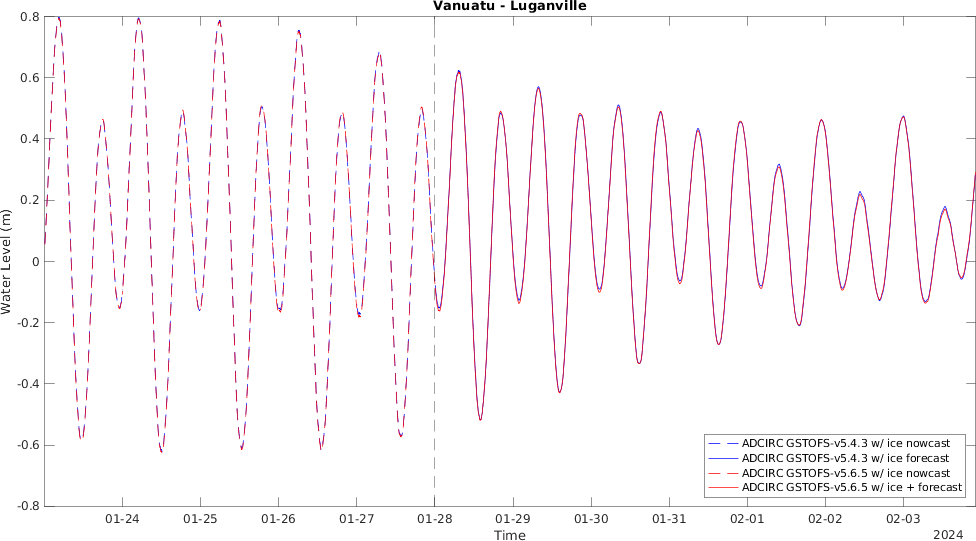 Vanuatu - Luganville
0.8
0.6
0.4
0.2
0
-0.2
-0.4
-0.6
-0.8
Water Level (m)
ADCIRC GSTOFS-v5.4.3 w/ ice nowcast
ADCIRC GSTOFS-v5.4.3 w/ ice forecast
ADCIRC GSTOFS-v5.6.5 w/ ice nowcast
ADCIRC GSTOFS-v5.6.5 w/ ice + forecast
01-24 01-25 01-26 01-27 01-28 01-29 01-30 01-31 02-01 02-02 02-03
Time
2024